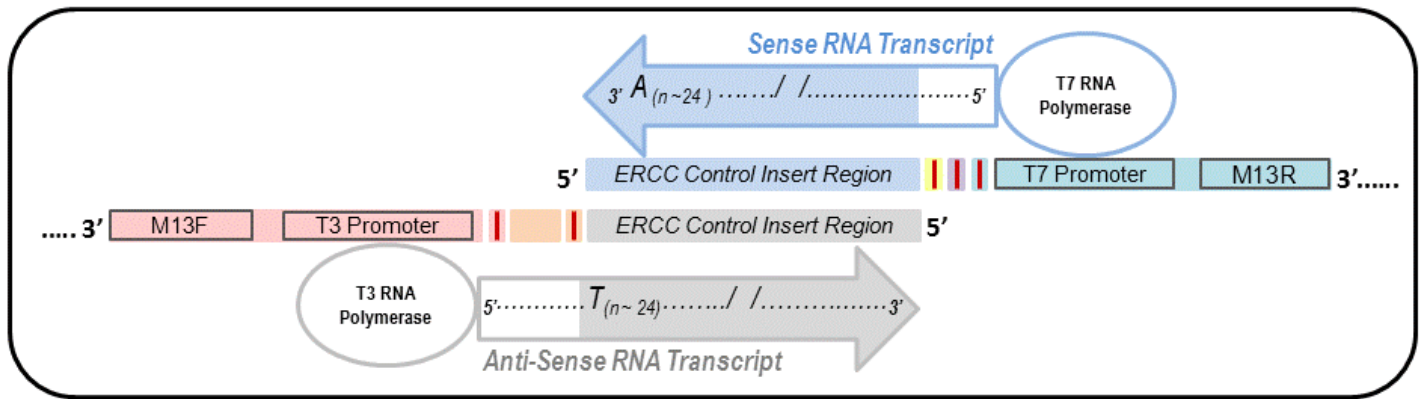 Sense RNA Transcript
3' A (n ~24 ) ......./ /......................5'
T7 RNA
Polymerase
5' ERCC Control Insert Region T7 Promoter M13R 3'......
..... 3' M13F T3 Promoter ERCC Control Insert Region 5'
T3 RNA
Polymerase
5'............T(n~ 24)......../ /................3'
Anti-Sense RNA Transcript